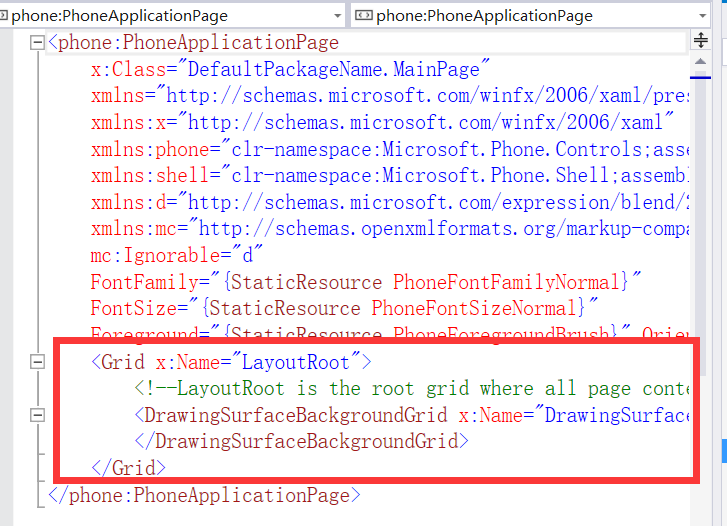 phone:PhoneApplicationPage phone:PhoneApplicationPage
<phone:PhoneApplicationPage
x:Class="DefaultPackageName.MainPage"
xmlns="http://schemas.microsoft.com/winfx/2006/xaml/pres
xmlns:x="http://schemas.microsoft.com/winfx/2006/xaml"
xmlns:phone="clr-namespace:Microsoft.Phone.Controls;asse
xmlns:shell="clr-namespace:Microsoft.Phone.Shell;assembl
xmlns:d="http://schemas.microsoft.com/expression/blend/2
xmlns:mc="http://schemas.openxmlformats.org/markup-compa
mc:Ignorable="d"
FontFamily="{StaticResource PhoneFontFamilyNormal}"
FontSize="{StaticResource PhoneFontSizeNormal}"
Foreground="{StaticResource PhoneForegroundBrush}" Orien
<Grid x:Name="LayoutRoot">
<!--LayoutRoot is the root grid where all page conte
<DrawingSurfaceBackgroundGrid x:Name="DrawingSurface
</DrawingSurfaceBackgroundGrid>
</Grid>
</phone:PhoneApplicationPage>